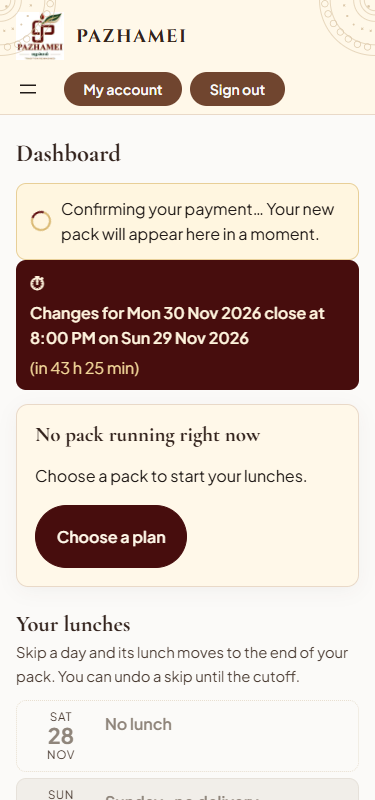 PAZHAMEI
PAZHAMEI
My account
Sign out
Dashboard
Confirming your payment… Your new
pack will appear here in a moment.
Changes for Mon 30 Nov 2026 close at
8:00 PM on Sun 29 Nov 2026
(in 43 h 25 min)
No pack running right now
Choose a pack to start your lunches.
Choose a plan
Your lunches
Skip a day and its lunch moves to the end of your
pack. You can undo a skip until the cutoff.
SAT
28
NOV
No lunch
SUN